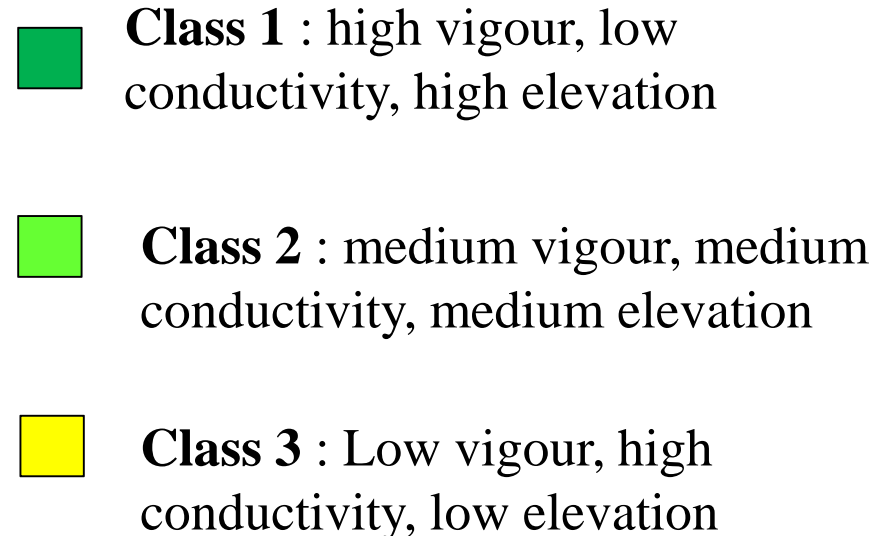 Class 1 : high vigour, low
conductivity, high elevation
Class 2 : medium vigour, medium
conductivity, medium elevation
Class 3 : Low vigour, high
conductivity, low elevation